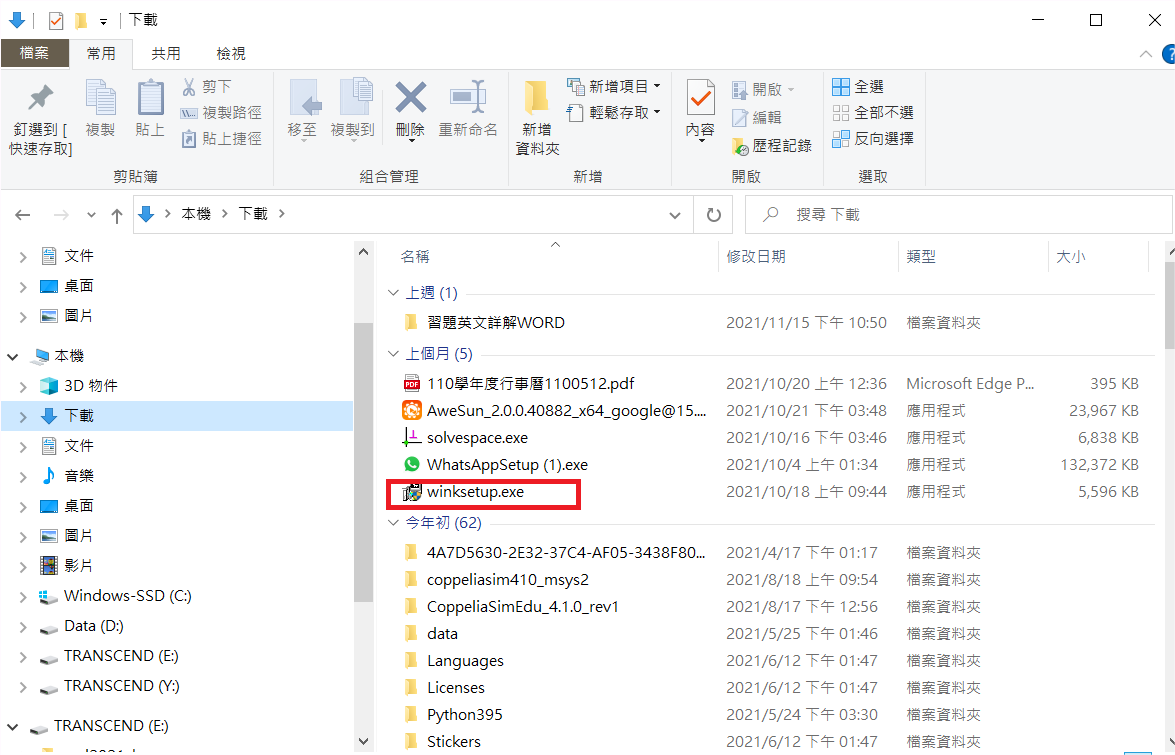 下載
檔案 常用 共用 檢視
釘選到 [快速存取]
複製
貼上
剪下
複製路徑
貼上捷徑
剪貼簿
移至
複製到
刪除
重新命名
組合管理
新增資料夾
新增項目
輕鬆存取
新增
內容
開啟
編輯
歷程記錄
開啟
全選
全部不選
反向選擇
選取
本機 > 下載 >
搜尋 下載
文件
桌面
圖片
本機
3D 物件
下載
文件
音樂
桌面
圖片
影片
Windows-SSD (C:)
Data (D:)
TRANSCEND (E:)
TRANSCEND (Y:)
TRANSCEND (E:)
名稱 修改日期 類型 大小
上週 (1)
習題英文詳解WORD 2021/11/15 下午 10:50 檔案資料夾
上個月 (5)
110學年度行事曆1100512.pdf 2021/10/20 上午 12:36 Microsoft Edge P... 395 KB
AweSun_2.0.0.40882_x64_google@15.... 2021/10/21 下午 03:48 應用程式 23,967 KB
solvespace.exe 2021/10/16 下午 03:46 應用程式 6,838 KB
WhatsAppSetup (1).exe 2021/10/4 上午 01:34 應用程式 132,372 KB
winksetup.exe 2021/10/18 上午 09:44 應用程式 5,596 KB
今年初 (62)
4A7D5630-2E32-37C4-AF05-3438F80... 2021/4/17 下午 01:17 檔案資料夾
coppeliasim410_msys2 2021/8/18 上午 09:54 檔案資料夾
CoppeliaSimEdu_4.1.0_rev1 2021/8/17 下午 12:56 檔案資料夾
data 2021/5/25 下午 01:46 檔案資料夾
Languages 2021/6/12 下午 01:47 檔案資料夾
Licenses 2021/6/12 下午 01:47 檔案資料夾
Python395 2021/5/24 下午 03:30 檔案資料夾
Stickers 2021/6/12 下午 01:47 檔案資料夾